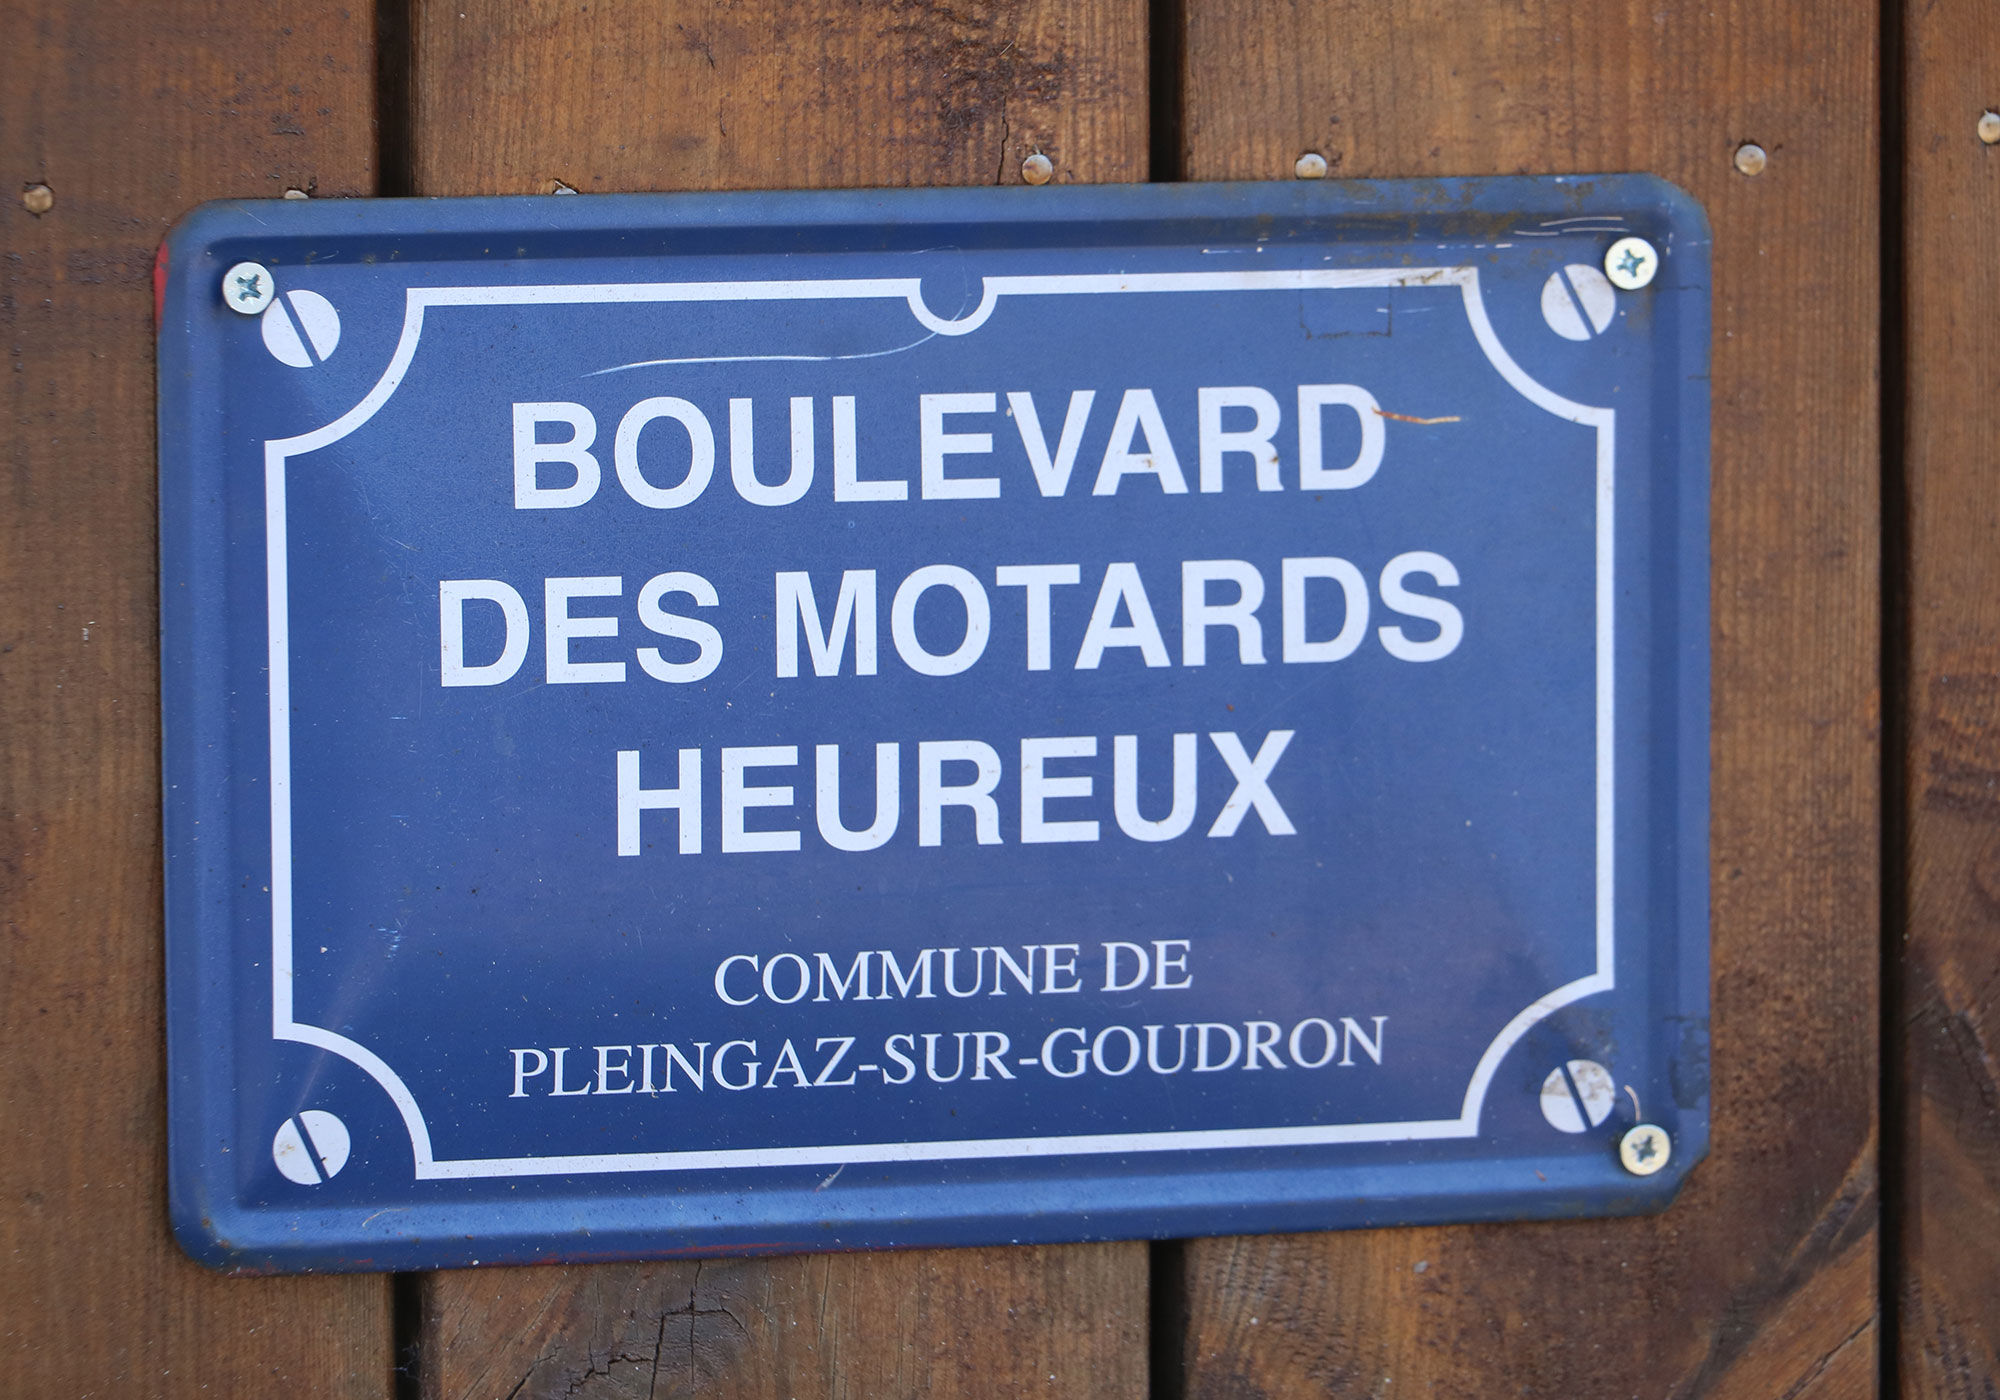 BOULEVARD
DES MOTARDS
HEUREUX
COMMUNE DE
PLEINGAZ-SUR-GOUDRON